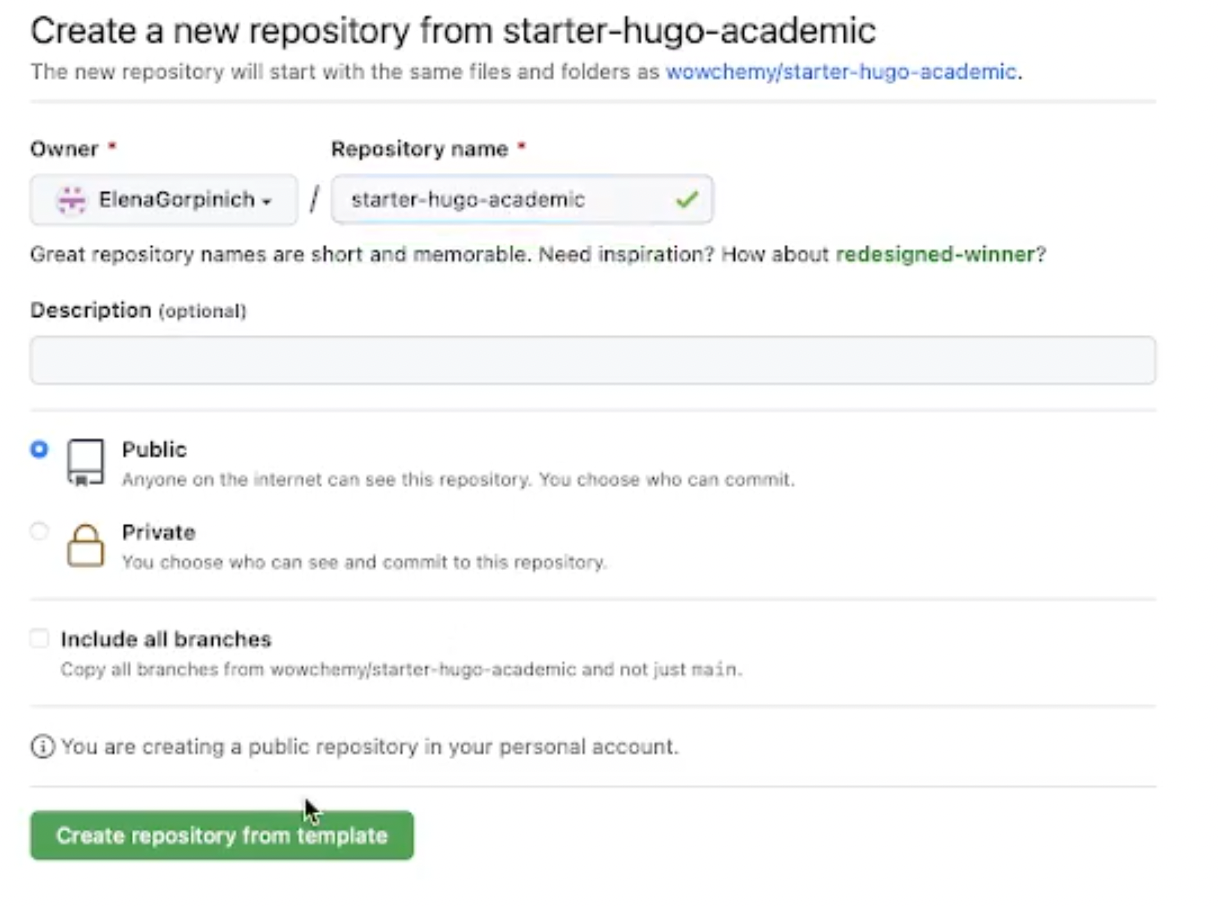 Create a new repository from starter-hugo-academic
The new repository will start with the same files and folders as wowchemy/starter-hugo-academic.
Owner * Repository name *
ElenaGorpinich / starter-hugo-academic
Great repository names are short and memorable. Need inspiration? How about redesigned-winner?
Description (optional)
Public
Anyone on the internet can see this repository. You choose who can commit.
Private
You choose who can see and commit to this repository.
Include all branches
Copy all branches from wowchemy/starter-hugo-academic and not just main.
You are creating a public repository in your personal account.
Create repository from template